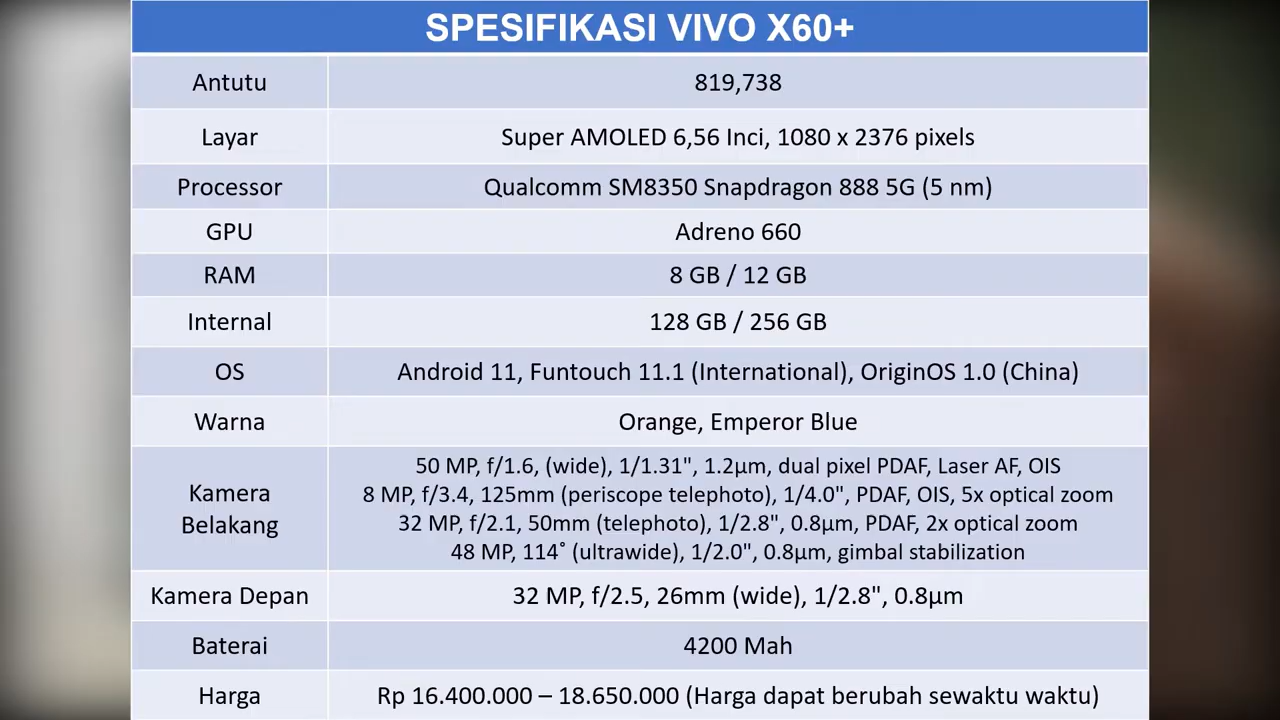 SPESIFIKASI VIVO X60+
Antutu 819,738
Layar Super AMOLED 6,56 Inci, 1080 x 2376 pixels
Processor Qualcomm SM8350 Snapdragon 888 5G (5 nm)
GPU Adreno 660
RAM 8 GB / 12 GB
Internal 128 GB / 256 GB
OS Android 11, Funtouch 11.1 (International), OriginOS 1.0 (China)
Warna Orange, Emperor Blue
Kamera
Belakang
50 MP, f/1.6, (wide), 1/1.31", 1.2µm, dual pixel PDAF, Laser AF, OIS
8 MP, f/3.4, 125mm (periscope telephoto), 1/4.0", PDAF, OIS, 5x optical zoom
32 MP, f/2.1, 50mm (telephoto), 1/2.8", 0.8µm, PDAF, 2x optical zoom
48 MP, 114˚ (ultrawide), 1/2.0", 0.8µm, gimbal stabilization
Kamera Depan 32 MP, f/2.5, 26mm (wide), 1/2.8", 0.8µm
Baterai 4200 Mah
Harga Rp 16.400.000 – 18.650.000 (Harga dapat berubah sewaktu waktu)